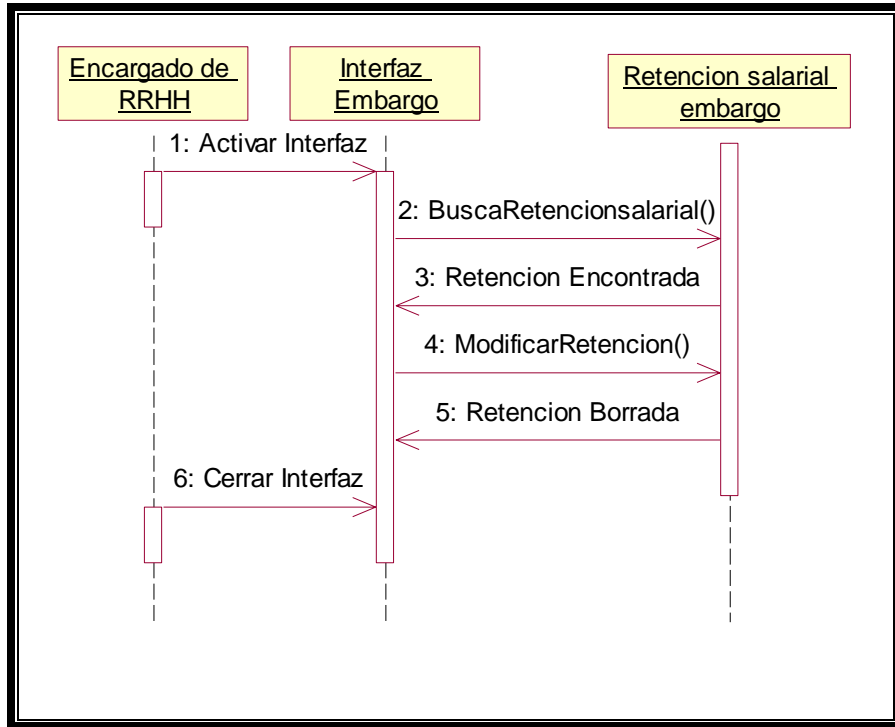 Encargado de
RRHH
Interfaz
Embargo
Retencion salarial
embargo
1: Activar Interfaz
2: BuscaRetencionsalarial()
3: Retencion Encontrada
4: ModificarRetencion()
5: Retencion Borrada
6: Cerrar Interfaz